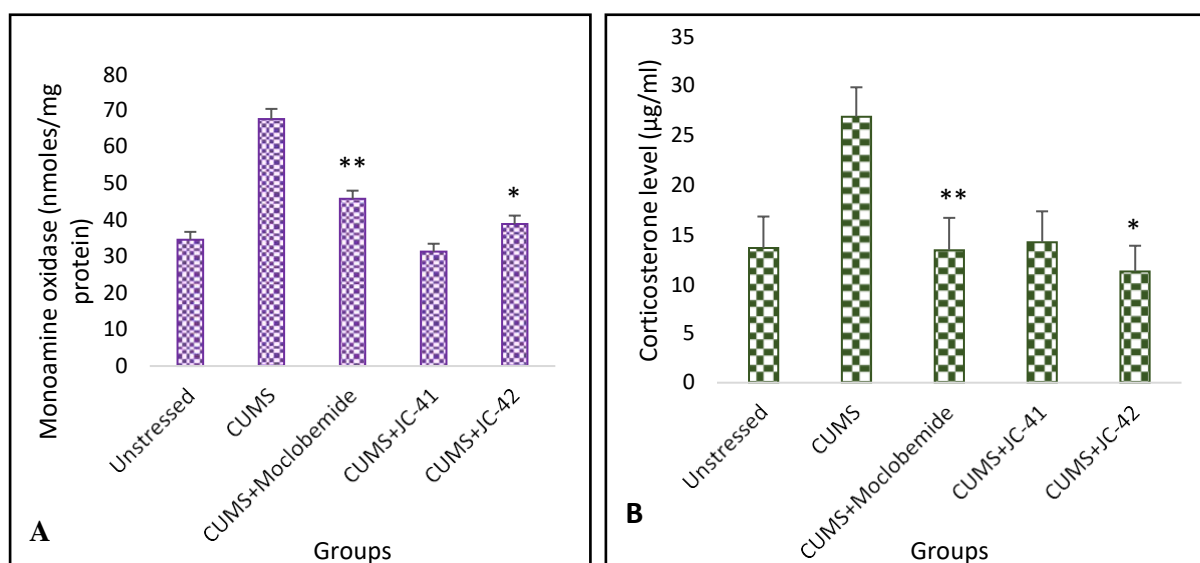 Monoamine oxidase (nmoles/mg
protein)
80
70
60
50
40
30
20
10
0
**
*
Unstressed
CUMS
CUMS+Moclobemide
CUMS+JC-41
CUMS+JC-42
A
Groups
Corticosterone level (µg/ml)
35
30
25
20
15
10
5
0
**
*
Unstressed
CUMS
CUMS+Moclobemide
CUMS+JC-41
CUMS+JC-42
B
Groups